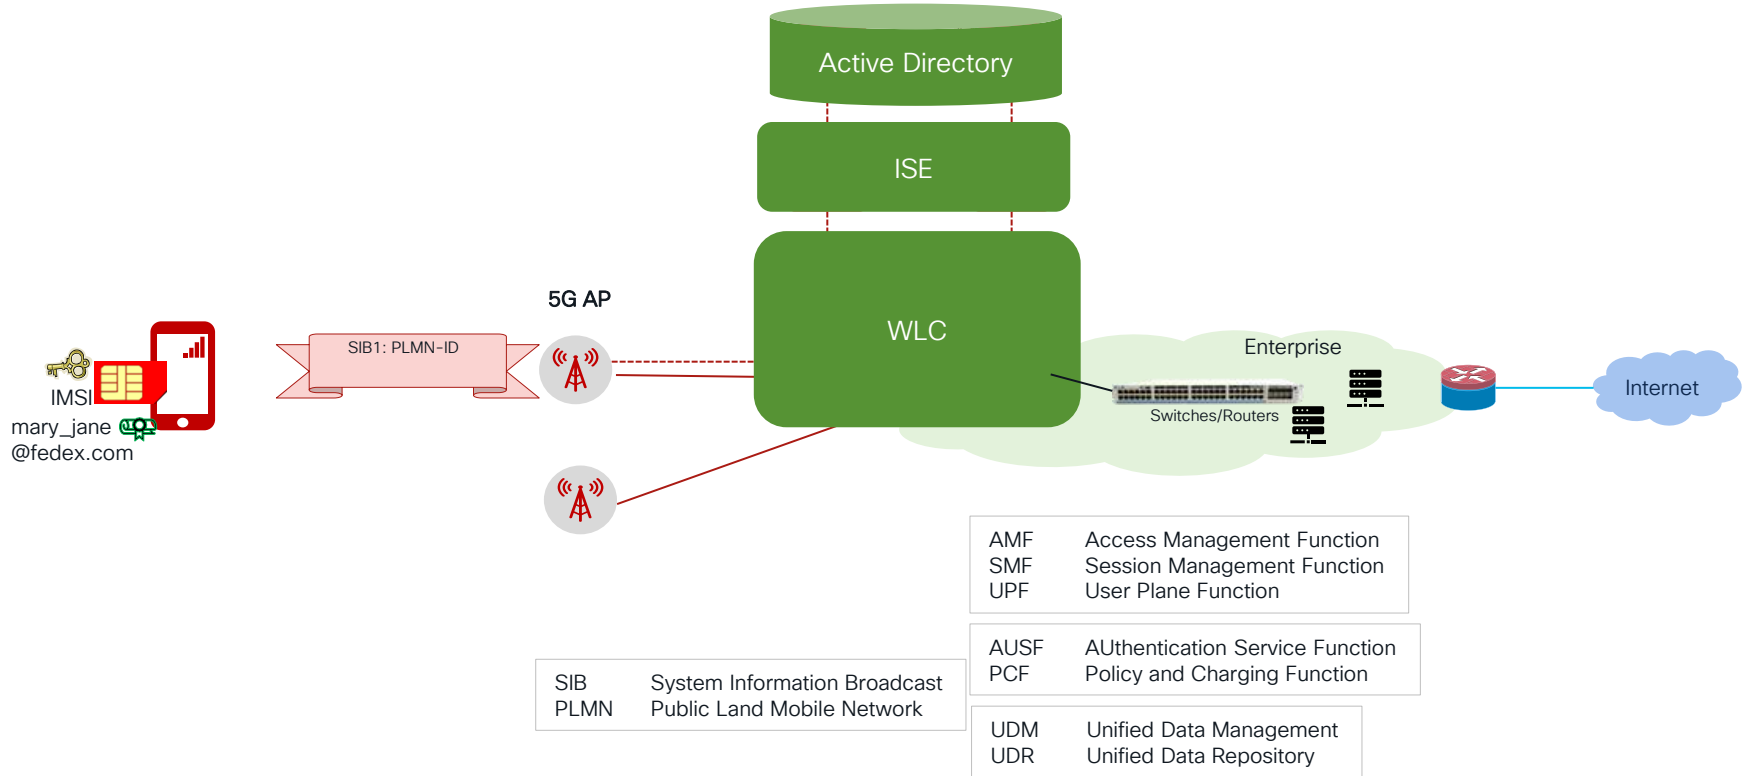 Active Directory
ISE
WLC
5G AP
SIB1: PLMN-ID
IMSI
mary_jane
@fedex.com
Enterprise
Switches/Routers
Internet
AMF Access Management Function
SMF Session Management Function
UPF User Plane Function
AUSF AUthentication Service Function
PCF Policy and Charging Function
SIB System Information Broadcast
PLMN Public Land Mobile Network
UDM Unified Data Management
UDR Unified Data Repository